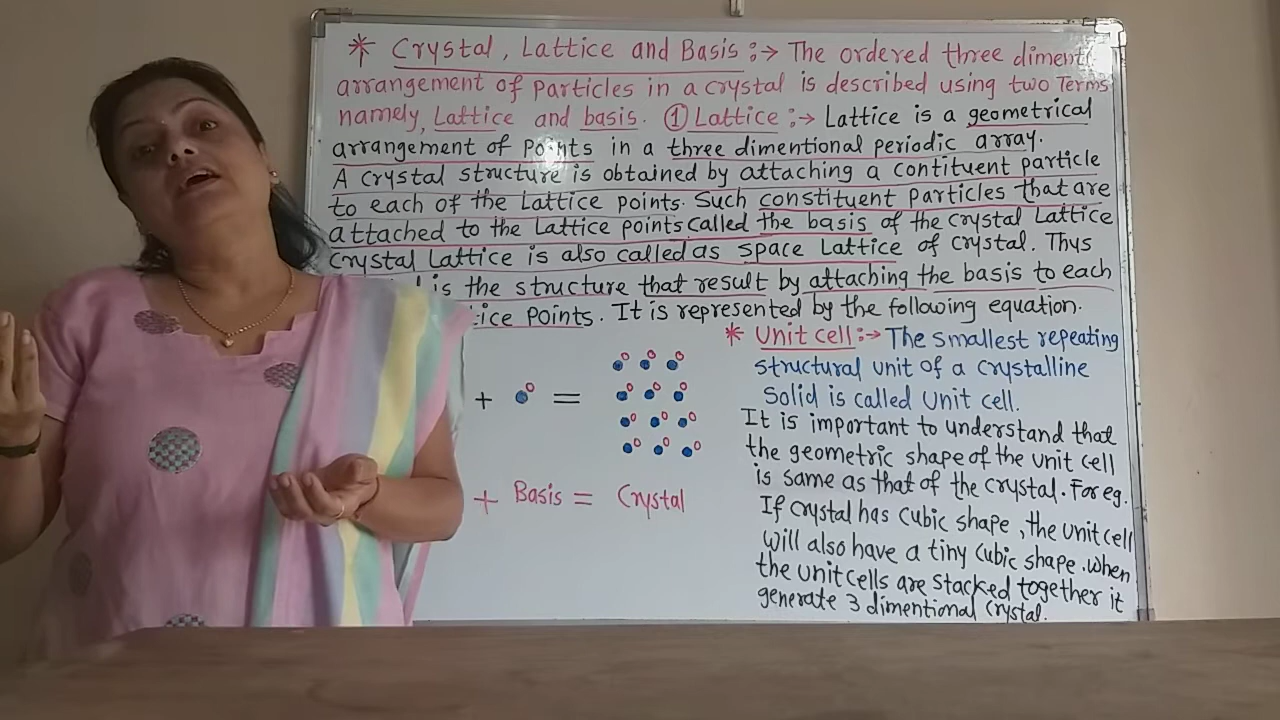 * Crystal, Lattice and Basis :→ The ordered three diment
arrangement of Particles in a crystal is described using two Terms
namely, Lattice and basis. ① Lattice :→ Lattice is a geometrical
arrangement of Points in a three dimentional periodic array.
A crystal structure is obtained by attaching a contituent particle
to each of the Lattice points. Such constituent Particles that are
attached to the Lattice points called the basis of the crystal Lattice
Crystal Lattice is also called as space Lattice of crystal. Thus
is the structure that result by attaching the basis to each
Points. It is represented by the following equation.
* Unit cell :→ The smallest repeating
structural unit of a crystalline
Solid is called Unit cell.
It is important to understand that
the geometric shape of the unit cell
is same as that of the crystal. For eg.
If crystal has cubic shape, the unit cell
will also have a tiny cubic shape. when
the unit cells are stacked together it
generate 3 dimentional crystal.
+ =
+ Basis = Crystal